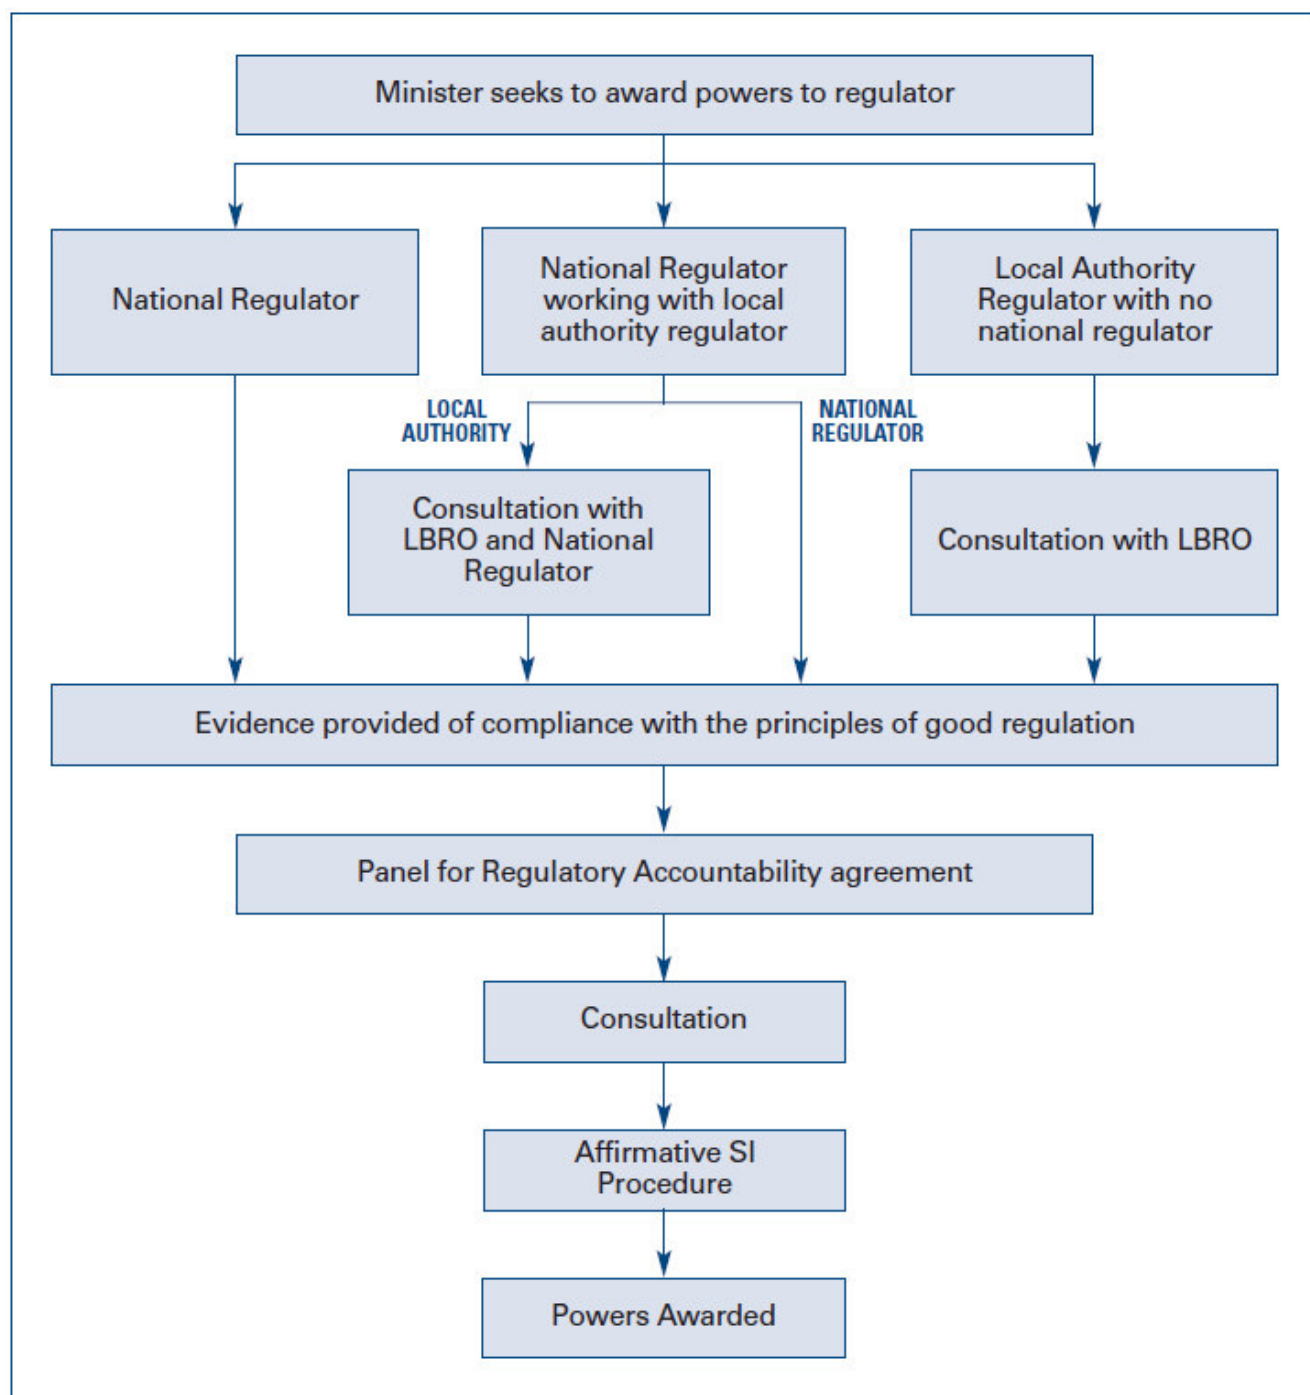 Minister seeks to award powers to regulator
National Regulator
National Regulator
working with local
authority regulator
Local Authority
Regulator with no
national regulator
LOCAL
AUTHORITY
NATIONAL
REGULATOR
Consultation with
LBRO and National
Regulator
Consultation with LBRO
Evidence provided of compliance with the principles of good regulation
Panel for Regulatory Accountability agreement
Consultation
Affirmative SI
Procedure
Powers Awarded